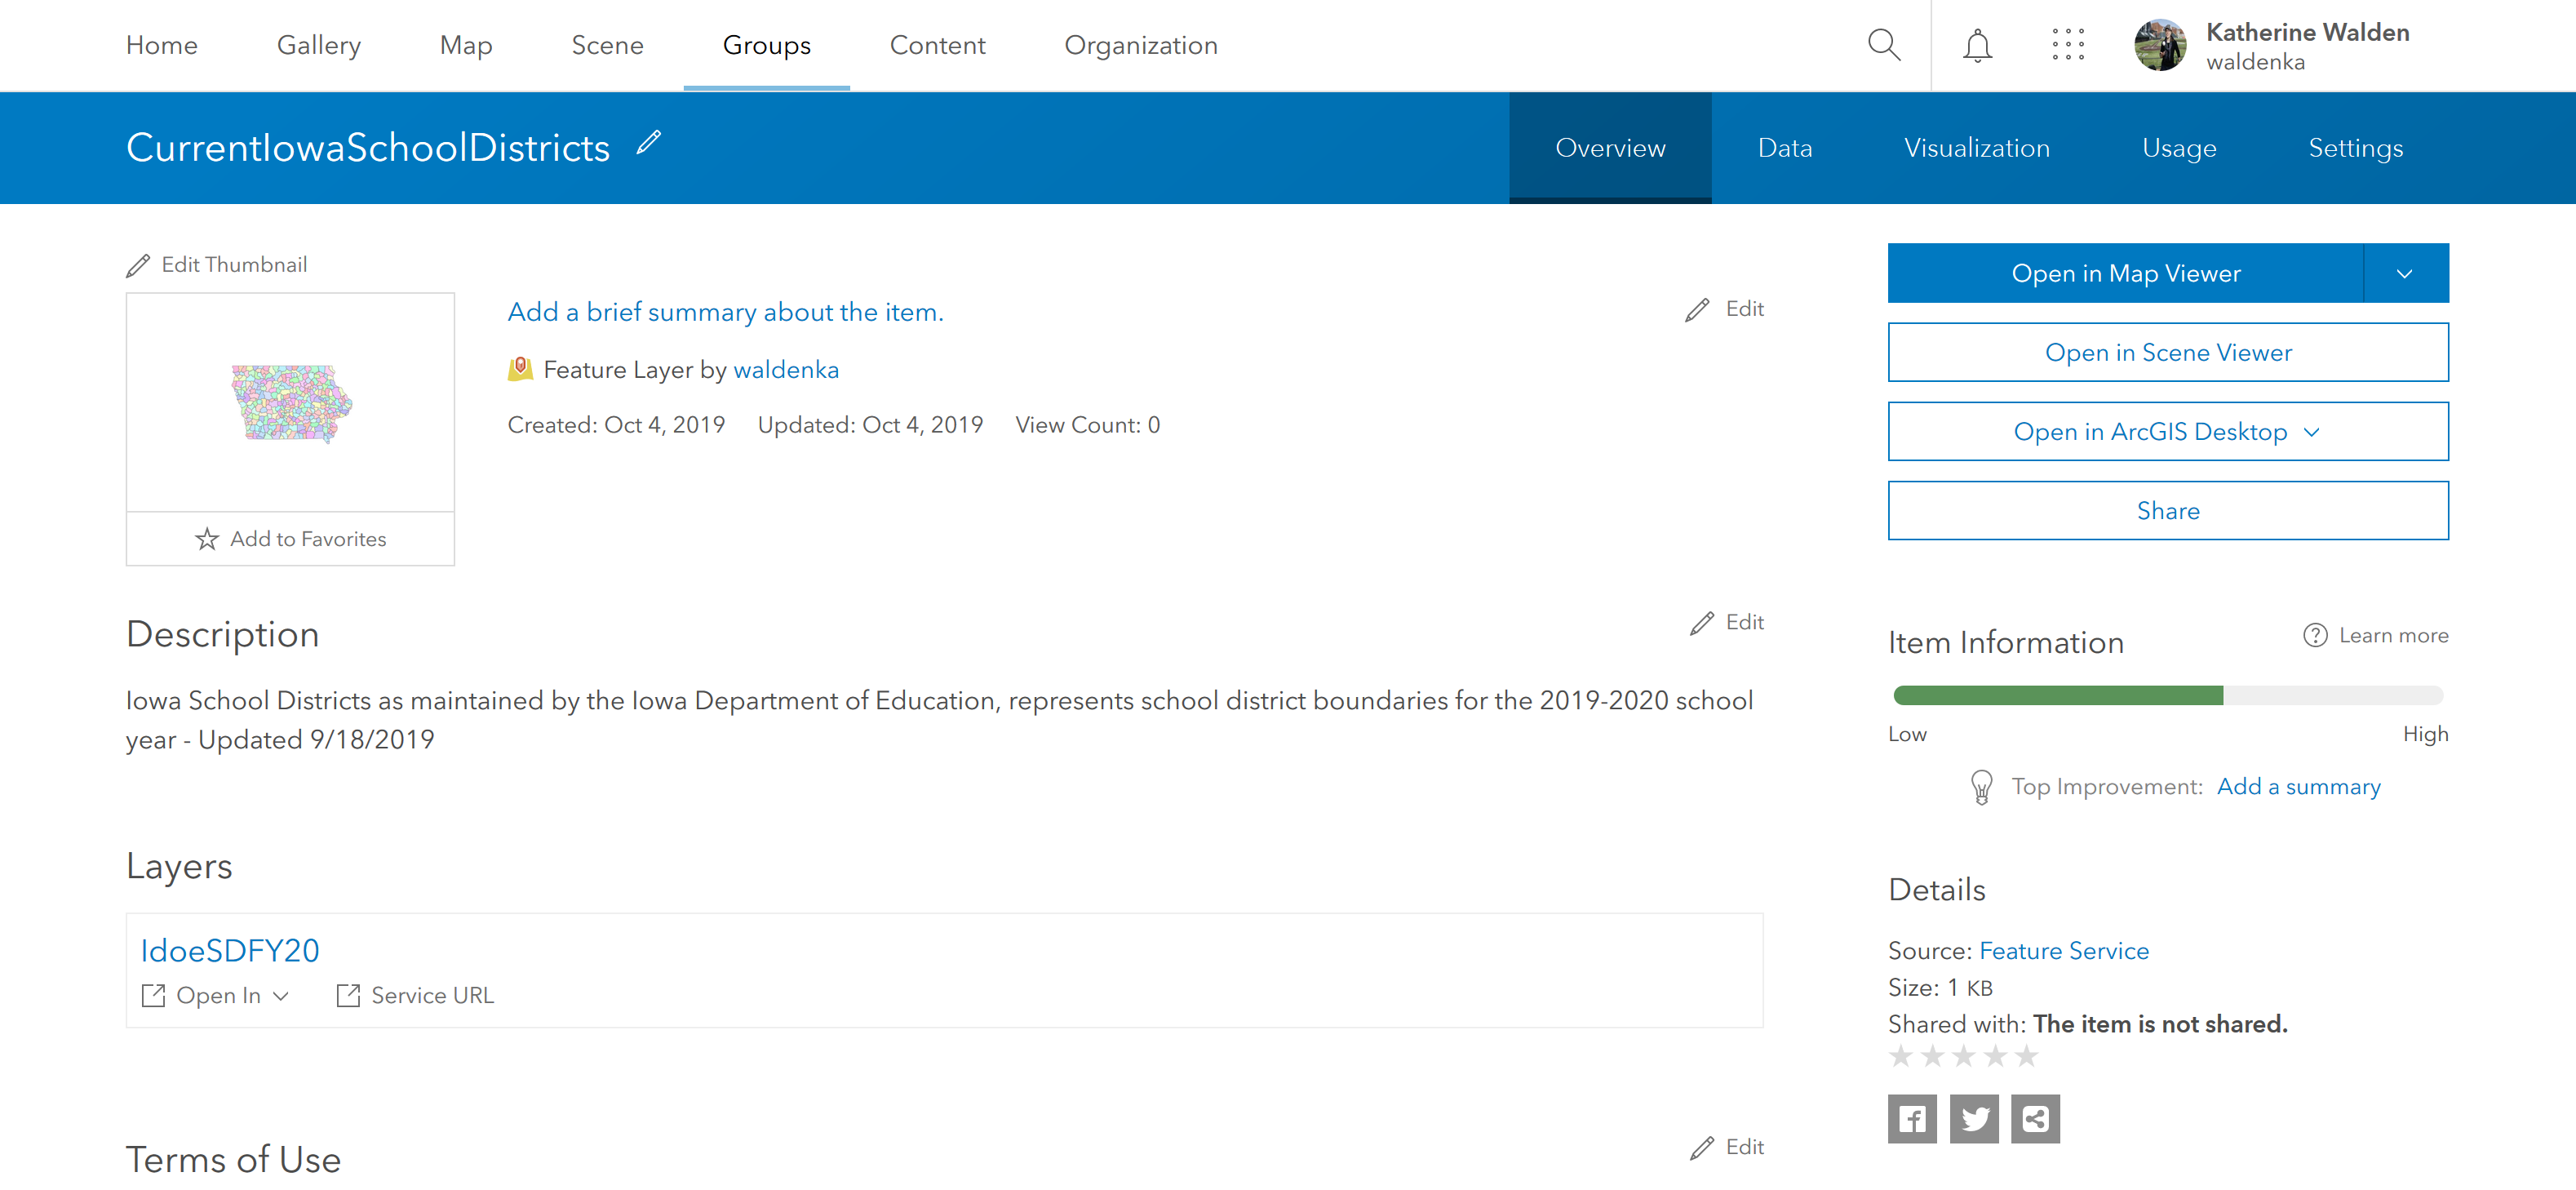 Home Gallery Map Scene Groups Content Organization Katherine Walden
waldenka
CurrentIowaSchoolDistricts Overview Data Visualization Usage Settings
Edit Thumbnail
Add a brief summary about the item. Edit
Feature Layer by waldenka
Created: Oct 4, 2019 Updated: Oct 4, 2019 View Count: 0
Add to Favorites
Open in Map Viewer
Open in Scene Viewer
Open in ArcGIS Desktop
Share
Description Edit
Iowa School Districts as maintained by the Iowa Department of Education, represents school district boundaries for the 2019-2020 school
year - Updated 9/18/2019
Item Information Learn more
Low High
Top Improvement: Add a summary
Layers
IdoeSDFY20
Open In Service URL
Details
Source: Feature Service
Size: 1 KB
Shared with: The item is not shared.
Terms of Use Edit